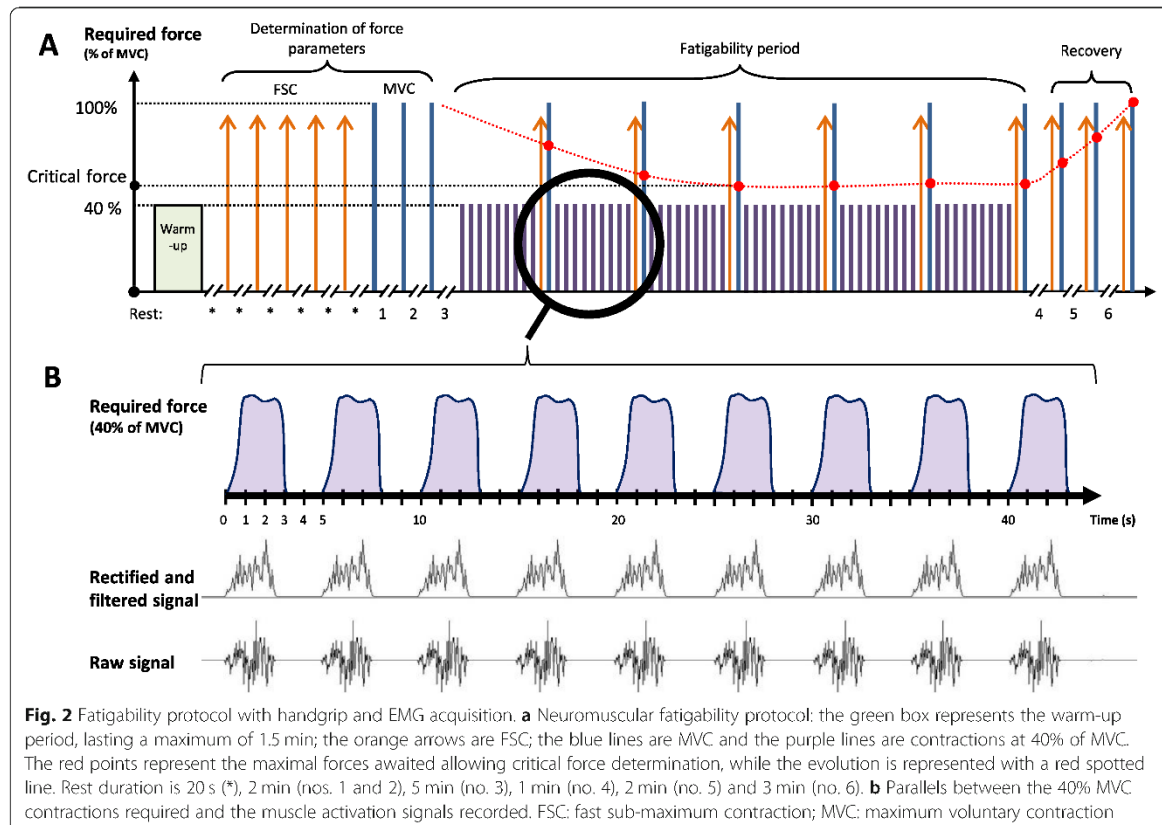 A
Required force
(% of MVC)
Determination of force
parameters
Fatigability period
Recovery
FSC
MVC
100%
Critical force
40 %
Warm
-up
Rest:
* * * * * * 1 2 3 4 5 6
B
Required force
(40% of MVC)
0 1 2 3 4 5 10 20 30 40 Time (s)
Rectified and
filtered signal
Raw signal
Fig. 2 Fatigability protocol with handgrip and EMG acquisition. a Neuromuscular fatigability protocol: the green box represents the warm-up
period, lasting a maximum of 1.5 min; the orange arrows are FSC; the blue lines are MVC and the purple lines are contractions at 40% of MVC.
The red points represent the maximal forces awaited allowing critical force determination, while the evolution is represented with a red spotted
line. Rest duration is 20 s (*), 2 min (nos. 1 and 2), 5 min (no. 3), 1 min (no. 4), 2 min (no. 5) and 3 min (no. 6). b Parallels between the 40% MVC
contractions required and the muscle activation signals recorded. FSC: fast sub-maximum contraction; MVC: maximum voluntary contraction